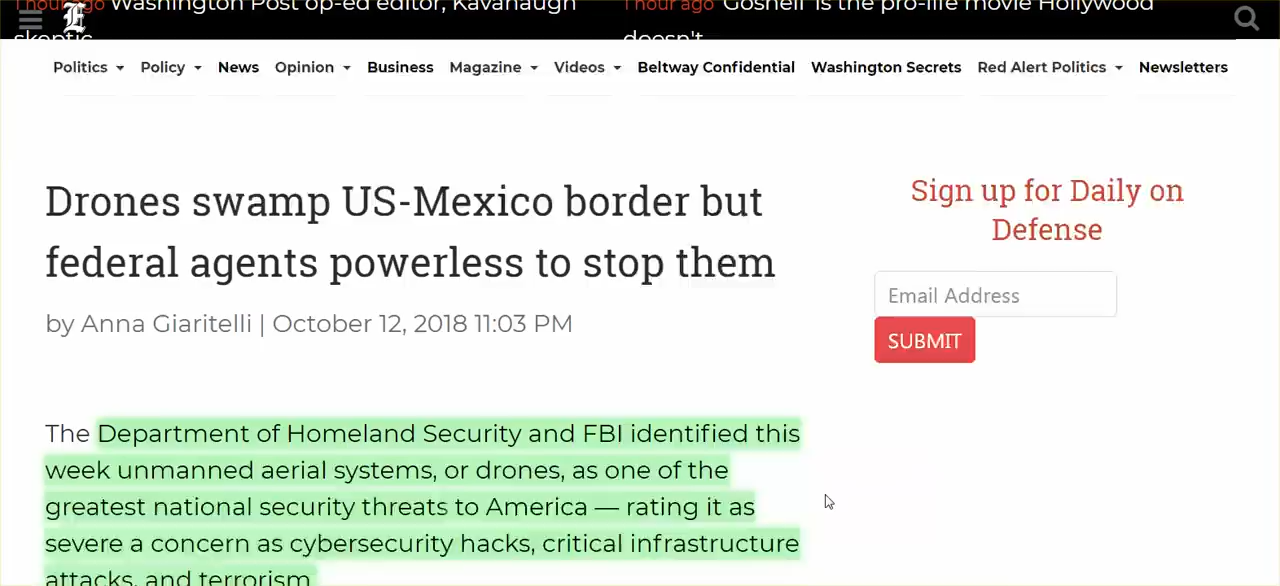 1 hour ago Washington Post op-ed editor, Kavanaugh skeptic
1 hour ago 'Gosnell' is the pro-life movie Hollywood doesn't
Politics Policy News Opinion Business Magazine Videos Beltway Confidential Washington Secrets Red Alert Politics Newsletters
Drones swamp US-Mexico border but
federal agents powerless to stop them
by Anna Giaritelli | October 12, 2018 11:03 PM
Sign up for Daily on
Defense
Email Address
SUBMIT
The Department of Homeland Security and FBI identified this
week unmanned aerial systems, or drones, as one of the
greatest national security threats to America — rating it as
severe a concern as cybersecurity hacks, critical infrastructure
attacks, and terrorism.